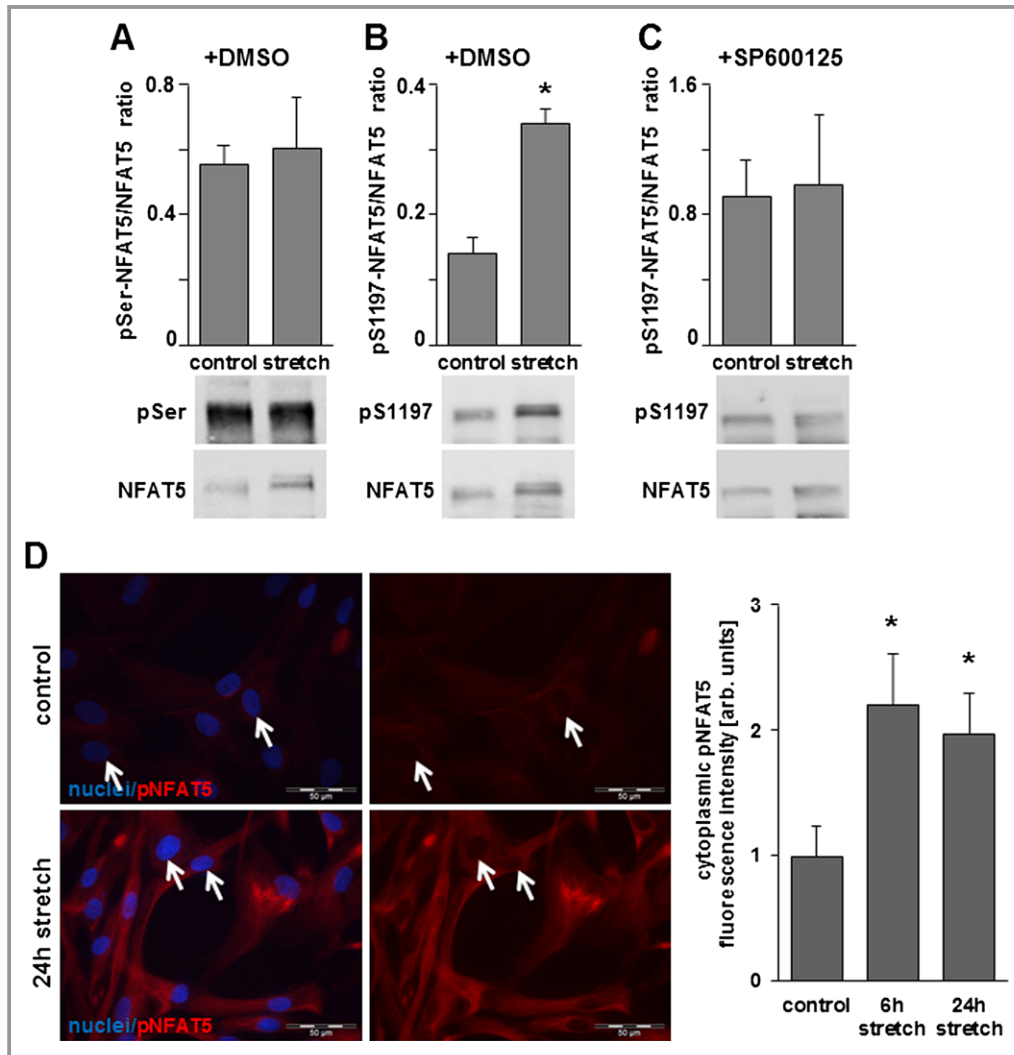 A
+DMSO
pSer-NFAT5/NFAT5 ratio
0.8
0.4
0
control stretch
pSer
NFAT5
B
+DMSO
pS1197-NFAT5/NFAT5 ratio
0.4
0.2
0
*
control stretch
pS1197
NFAT5
C
+SP600125
pS1197-NFAT5/NFAT5 ratio
1.6
0.8
0
control stretch
pS1197
NFAT5
D
control
nuclei/pNFAT5
50 µm
50 µm
24h stretch
nuclei/pNFAT5
50 µm
50 µm
cytoplasmic pNFAT5
fluorescence intensity [arb. units]
3
2
1
0
*
*
control
6h
stretch
24h
stretch